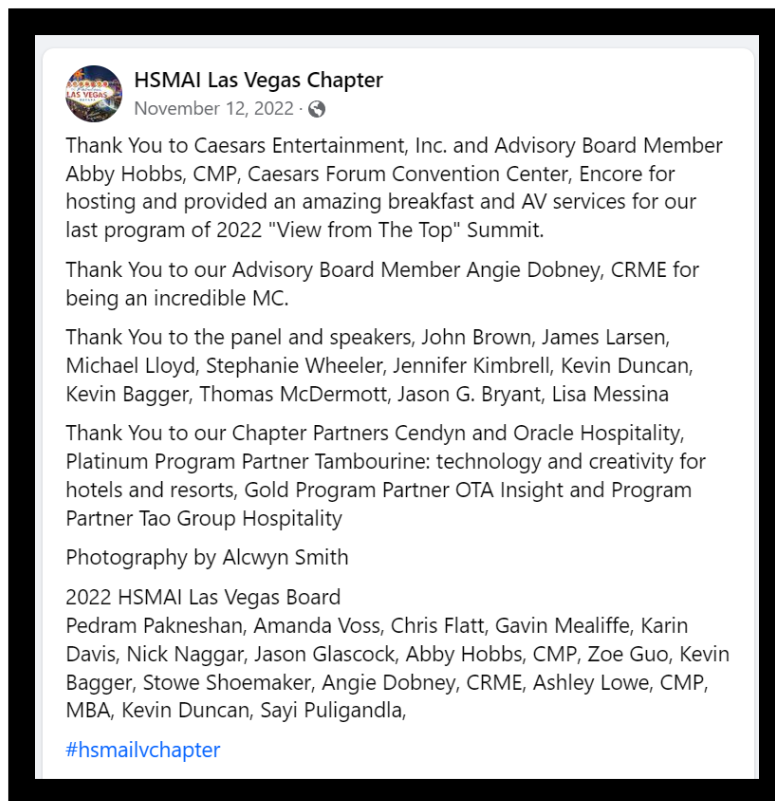 HSMAI Las Vegas Chapter
November 12, 2022 ·
Thank You to Caesars Entertainment, Inc. and Advisory Board Member
Abby Hobbs, CMP, Caesars Forum Convention Center, Encore for
hosting and provided an amazing breakfast and AV services for our
last program of 2022 "View from The Top" Summit.
Thank You to our Advisory Board Member Angie Dobney, CRME for
being an incredible MC.
Thank You to the panel and speakers, John Brown, James Larsen,
Michael Lloyd, Stephanie Wheeler, Jennifer Kimbrell, Kevin Duncan,
Kevin Bagger, Thomas McDermott, Jason G. Bryant, Lisa Messina
Thank You to our Chapter Partners Cendyn and Oracle Hospitality,
Platinum Program Partner Tambourine: technology and creativity for
hotels and resorts, Gold Program Partner OTA Insight and Program
Partner Tao Group Hospitality
Photography by Alcwyn Smith
2022 HSMAI Las Vegas Board
Pedram Pakneshan, Amanda Voss, Chris Flatt, Gavin Mealiffe, Karin
Davis, Nick Naggar, Jason Glascock, Abby Hobbs, CMP, Zoe Guo, Kevin
Bagger, Stowe Shoemaker, Angie Dobney, CRME, Ashley Lowe, CMP,
MBA, Kevin Duncan, Sayi Puligandla,
#hsmailvchapter